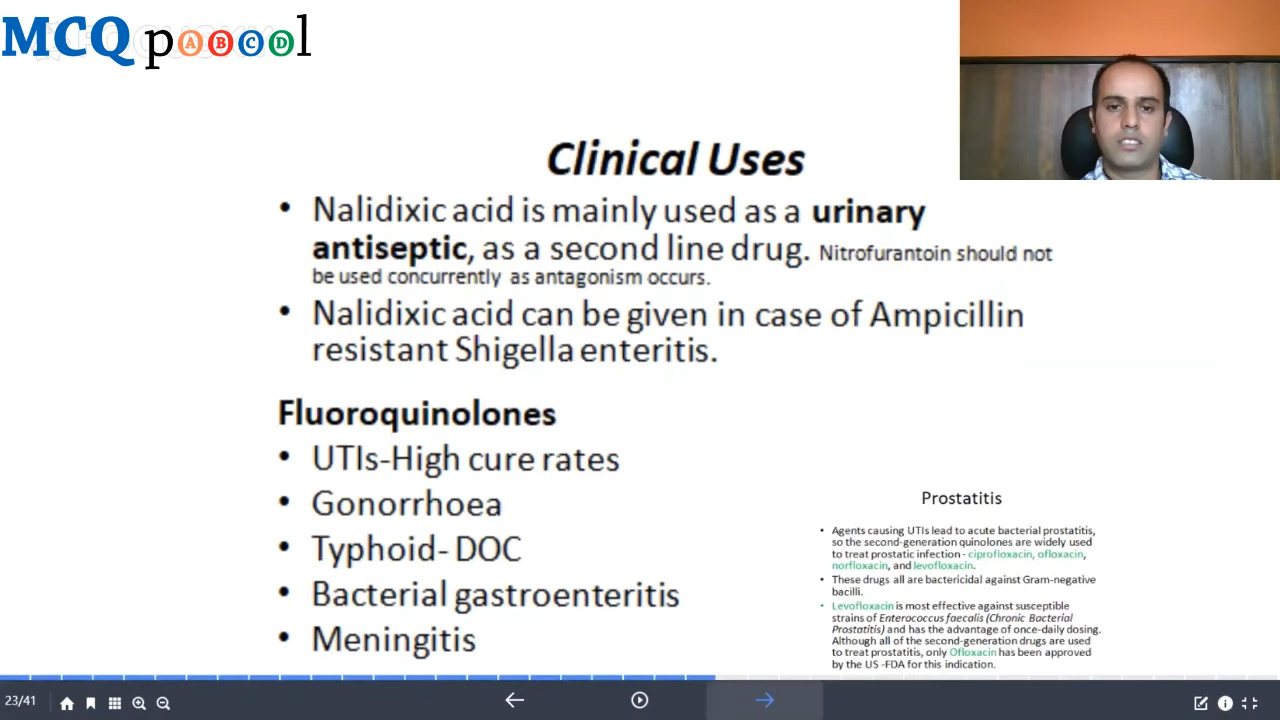 MCQ pABCDl
Clinical Uses
• Nalidixic acid is mainly used as a urinary
antiseptic, as a second line drug. Nitrofurantoin should not
be used concurrently as antagonism occurs.
• Nalidixic acid can be given in case of Ampicillin
resistant Shigella enteritis.
Fluoroquinolones
• UTIs-High cure rates
• Gonorrhoea
• Typhoid- DOC
• Bacterial gastroenteritis
• Meningitis
Prostatitis
• Agents causing UTIs lead to acute bacterial prostatitis,
so the second-generation quinolones are widely used
to treat prostatic infection - ciprofloxacin, ofloxacin,
norfloxacin, and levofloxacin.
• These drugs all are bactericidal against Gram-negative
bacilli.
• Levofloxacin is most effective against susceptible
strains of Enterococcus faecalis (Chronic Bacterial
Prostatitis) and has the advantage of once-daily dosing.
Although all of the second-generation drugs are used
to treat prostatitis, only Ofloxacin has been approved
by the US -FDA for this indication.
23/41